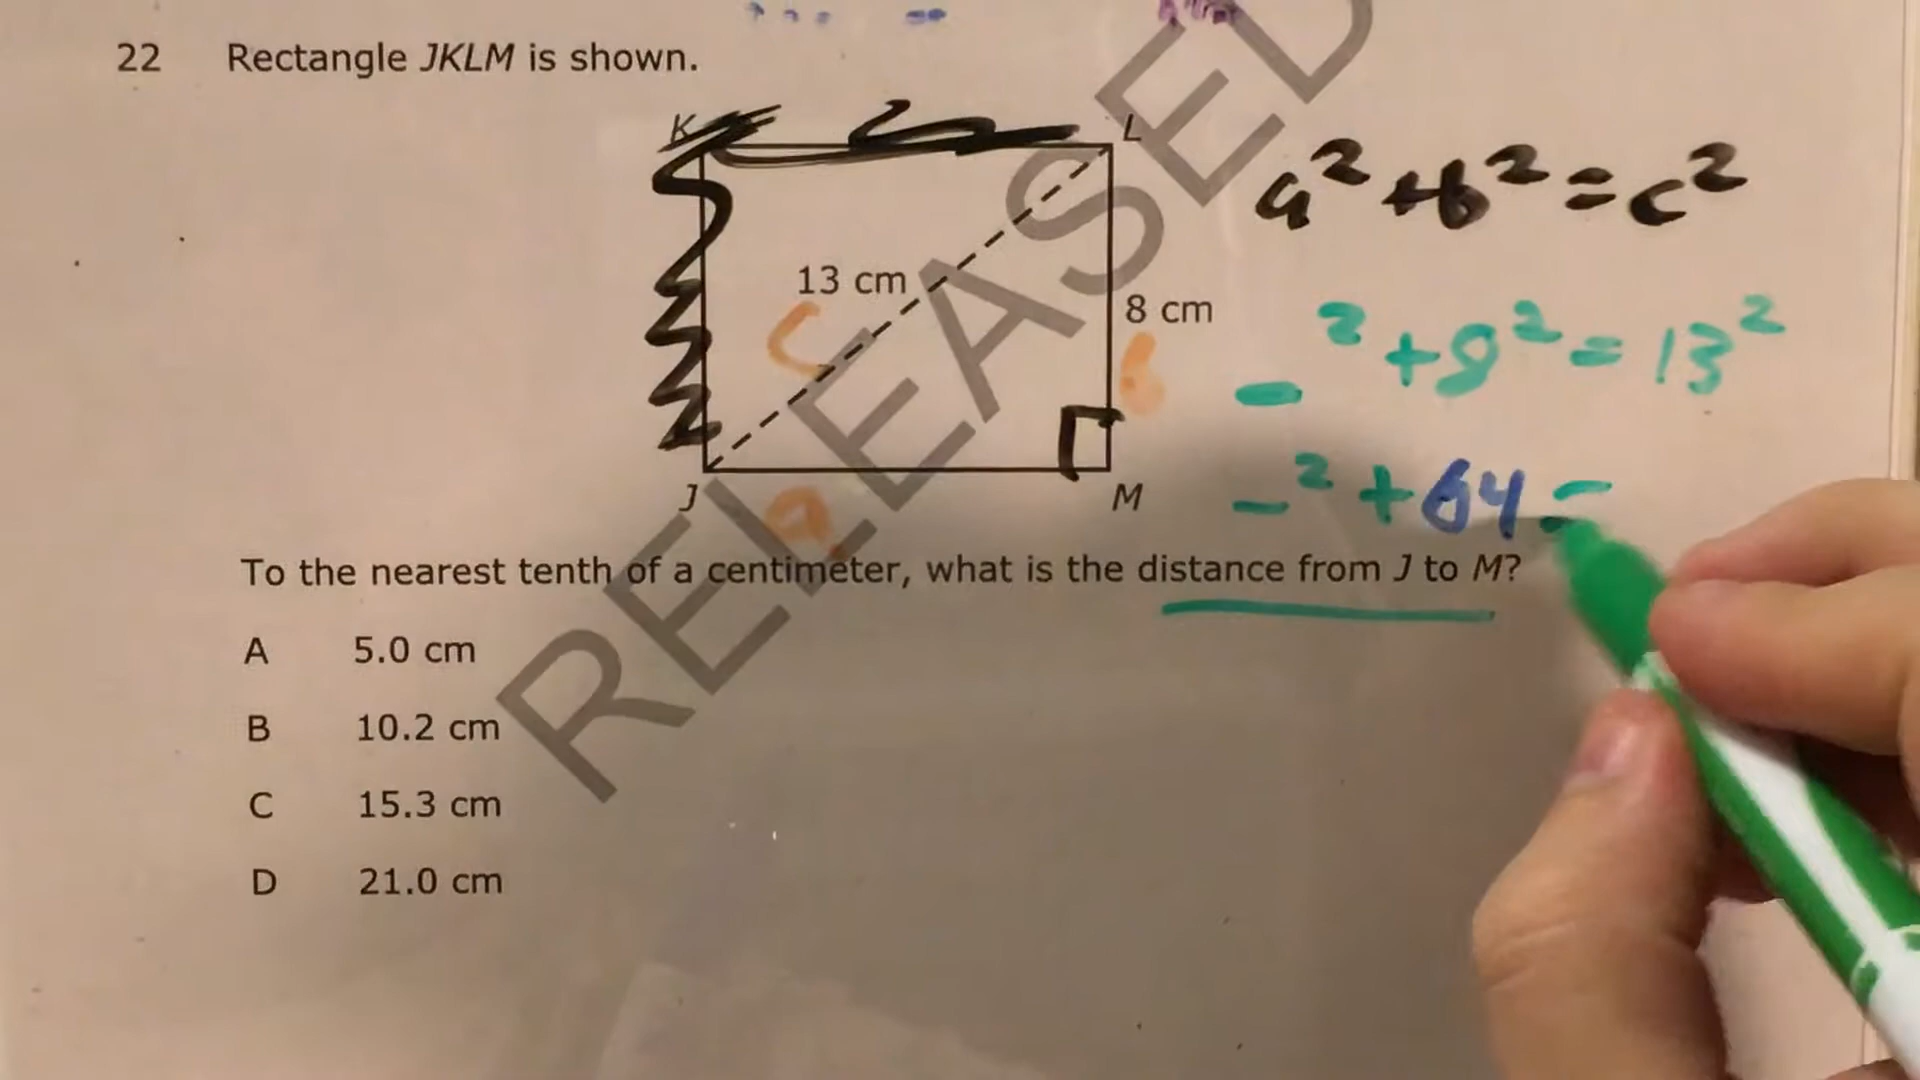 22 Rectangle JKLM is shown.
K
L
a² + b² = c²
13 cm
8 cm
c
b
_² + 8² = 13²
J
M
a
_² + 64 =
To the nearest tenth of a centimeter, what is the distance from J to M?
A 5.0 cm
B 10.2 cm
C 15.3 cm
D 21.0 cm
RELEASED